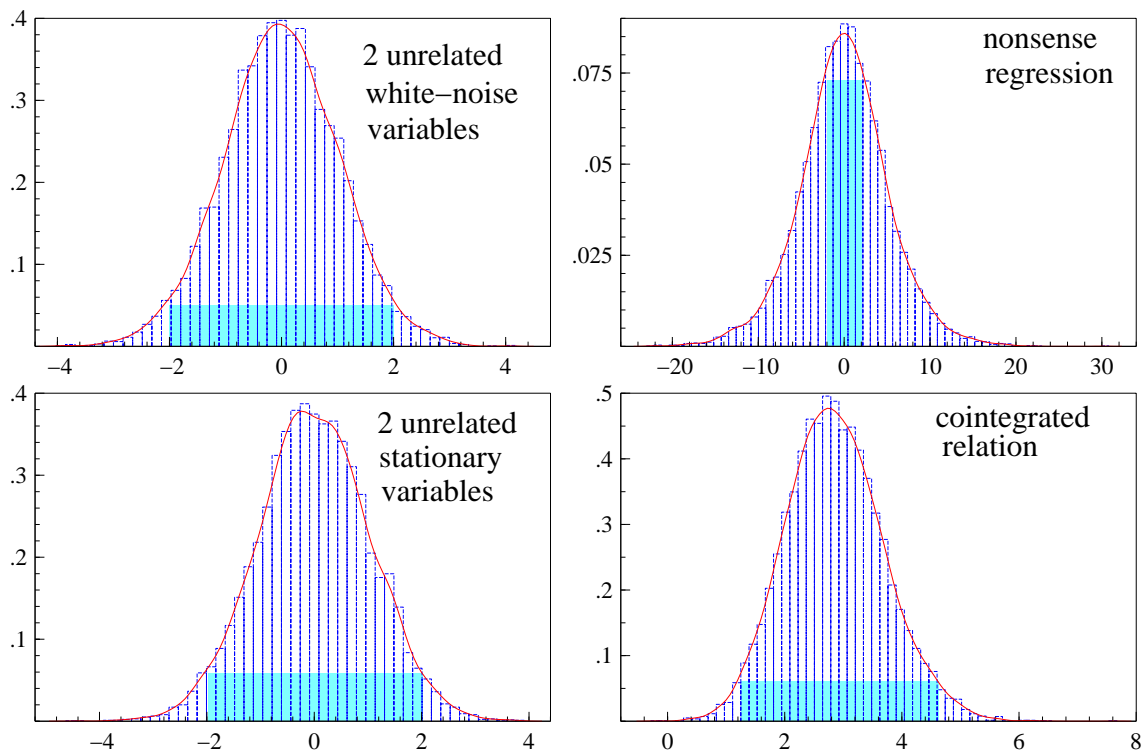 .4
.3
.2
.1
2 unrelated
white−noise
variables
−4 −2 0 2 4
.075
.05
.025
nonsense
regression
−20 −10 0 10 20 30
.4
.3
.2
.1
2 unrelated
stationary
variables
−4 −2 0 2 4
.5
.4
.3
.2
.1
cointegrated
relation
0 2 4 6 8